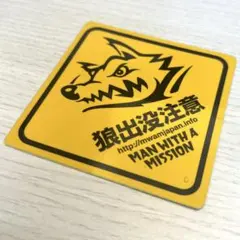 狼出没注意
http://mwamjapan.info
MAN WITH A
MISSION